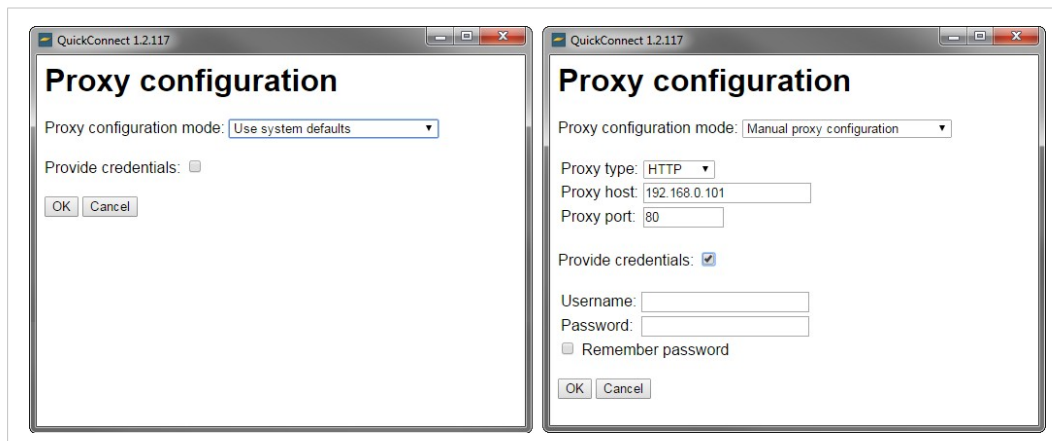 QuickConnect 1.2.117
Proxy configuration
Proxy configuration mode: Use system defaults
Provide credentials:
OK Cancel
QuickConnect 1.2.117
Proxy configuration
Proxy configuration mode: Manual proxy configuration
Proxy type: HTTP
Proxy host: 192.168.0.101
Proxy port: 80
Provide credentials:
Username:
Password:
Remember password
OK Cancel